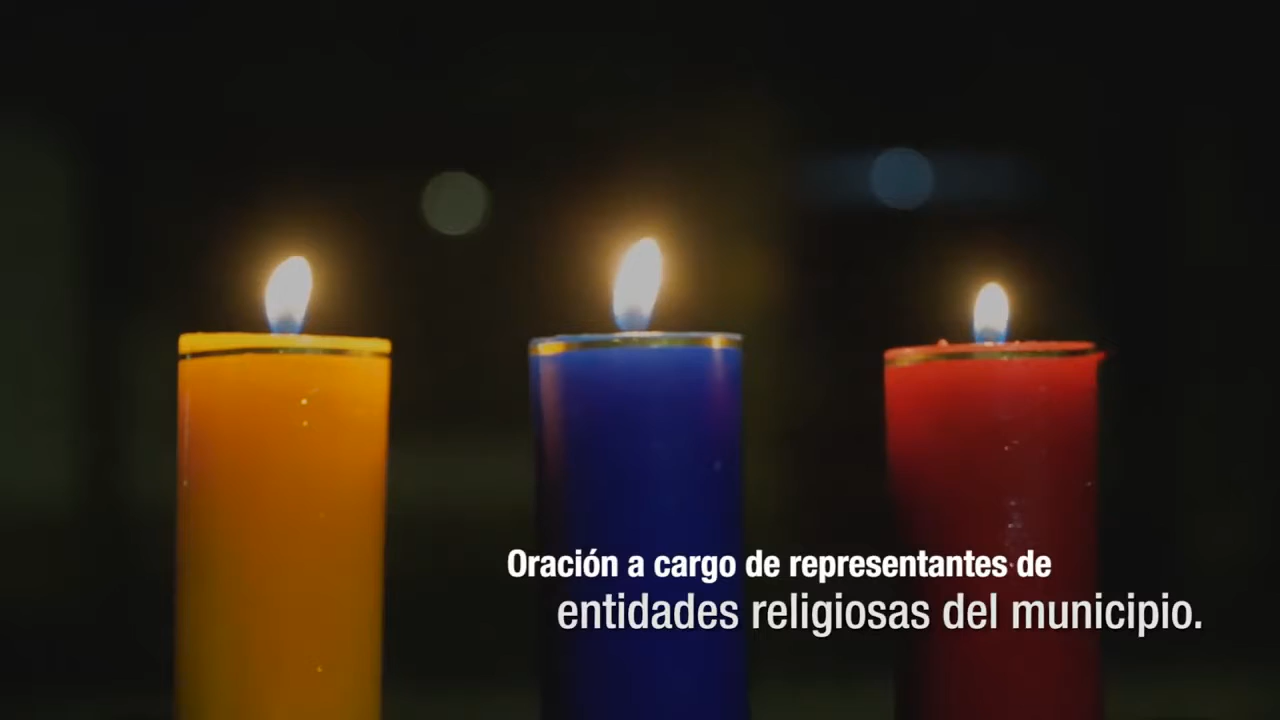 Oración a cargo de representantes de
entidades religiosas del municipio.